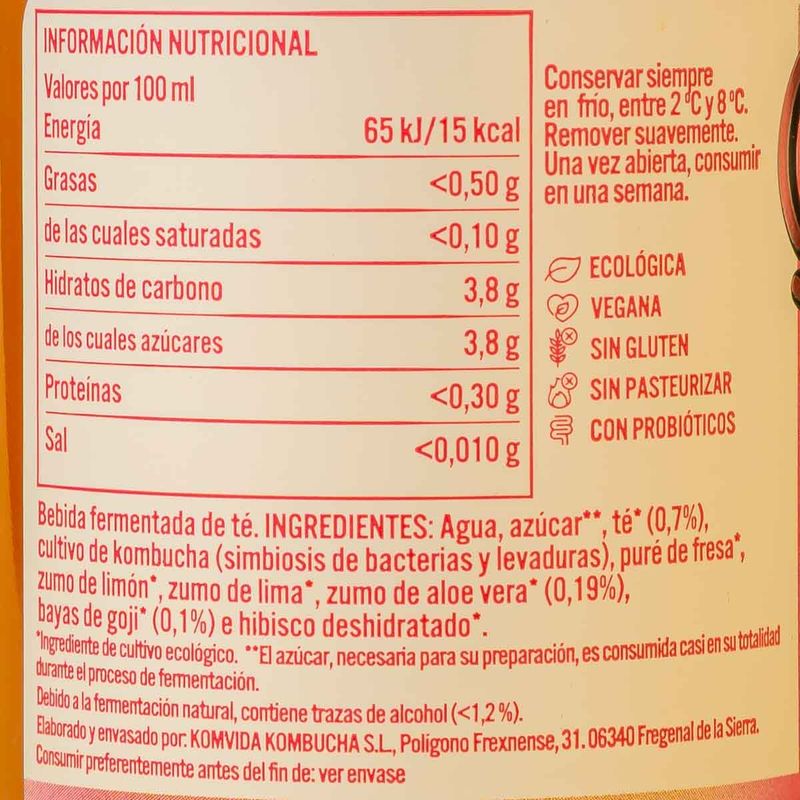 INFORMACIÓN NUTRICIONAL
Valores por 100 ml
Energía 65 kJ/15 kcal
Grasas <0,50 g
de las cuales saturadas <0,10 g
Hidratos de carbono 3,8 g
de los cuales azúcares 3,8 g
Proteínas <0,30 g
Sal <0,010 g
Conservar siempre
en frío, entre 2 ºC y 8 ºC.
Remover suavemente.
Una vez abierta, consumir
en una semana.
ECOLÓGICA
VEGANA
SIN GLUTEN
SIN PASTEURIZAR
CON PROBIÓTICOS
Bebida fermentada de té. INGREDIENTES: Agua, azúcar**, té* (0,7%),
cultivo de kombucha (simbiosis de bacterias y levaduras), puré de fresa*,
zumo de limón*, zumo de lima*, zumo de aloe vera* (0,19%),
bayas de goji* (0,1%) e hibisco deshidratado*.
*Ingrediente de cultivo ecológico. **El azúcar, necesaria para su preparación, es consumida casi en su totalidad
durante el proceso de fermentación.
Debido a la fermentación natural, contiene trazas de alcohol (<1,2%).
Elaborado y envasado por: KOMVIDA KOMBUCHA S.L., Polígono Frexnense, 31. 06340 Fregenal de la Sierra.
Consumir preferentemente antes del fin de: ver envase